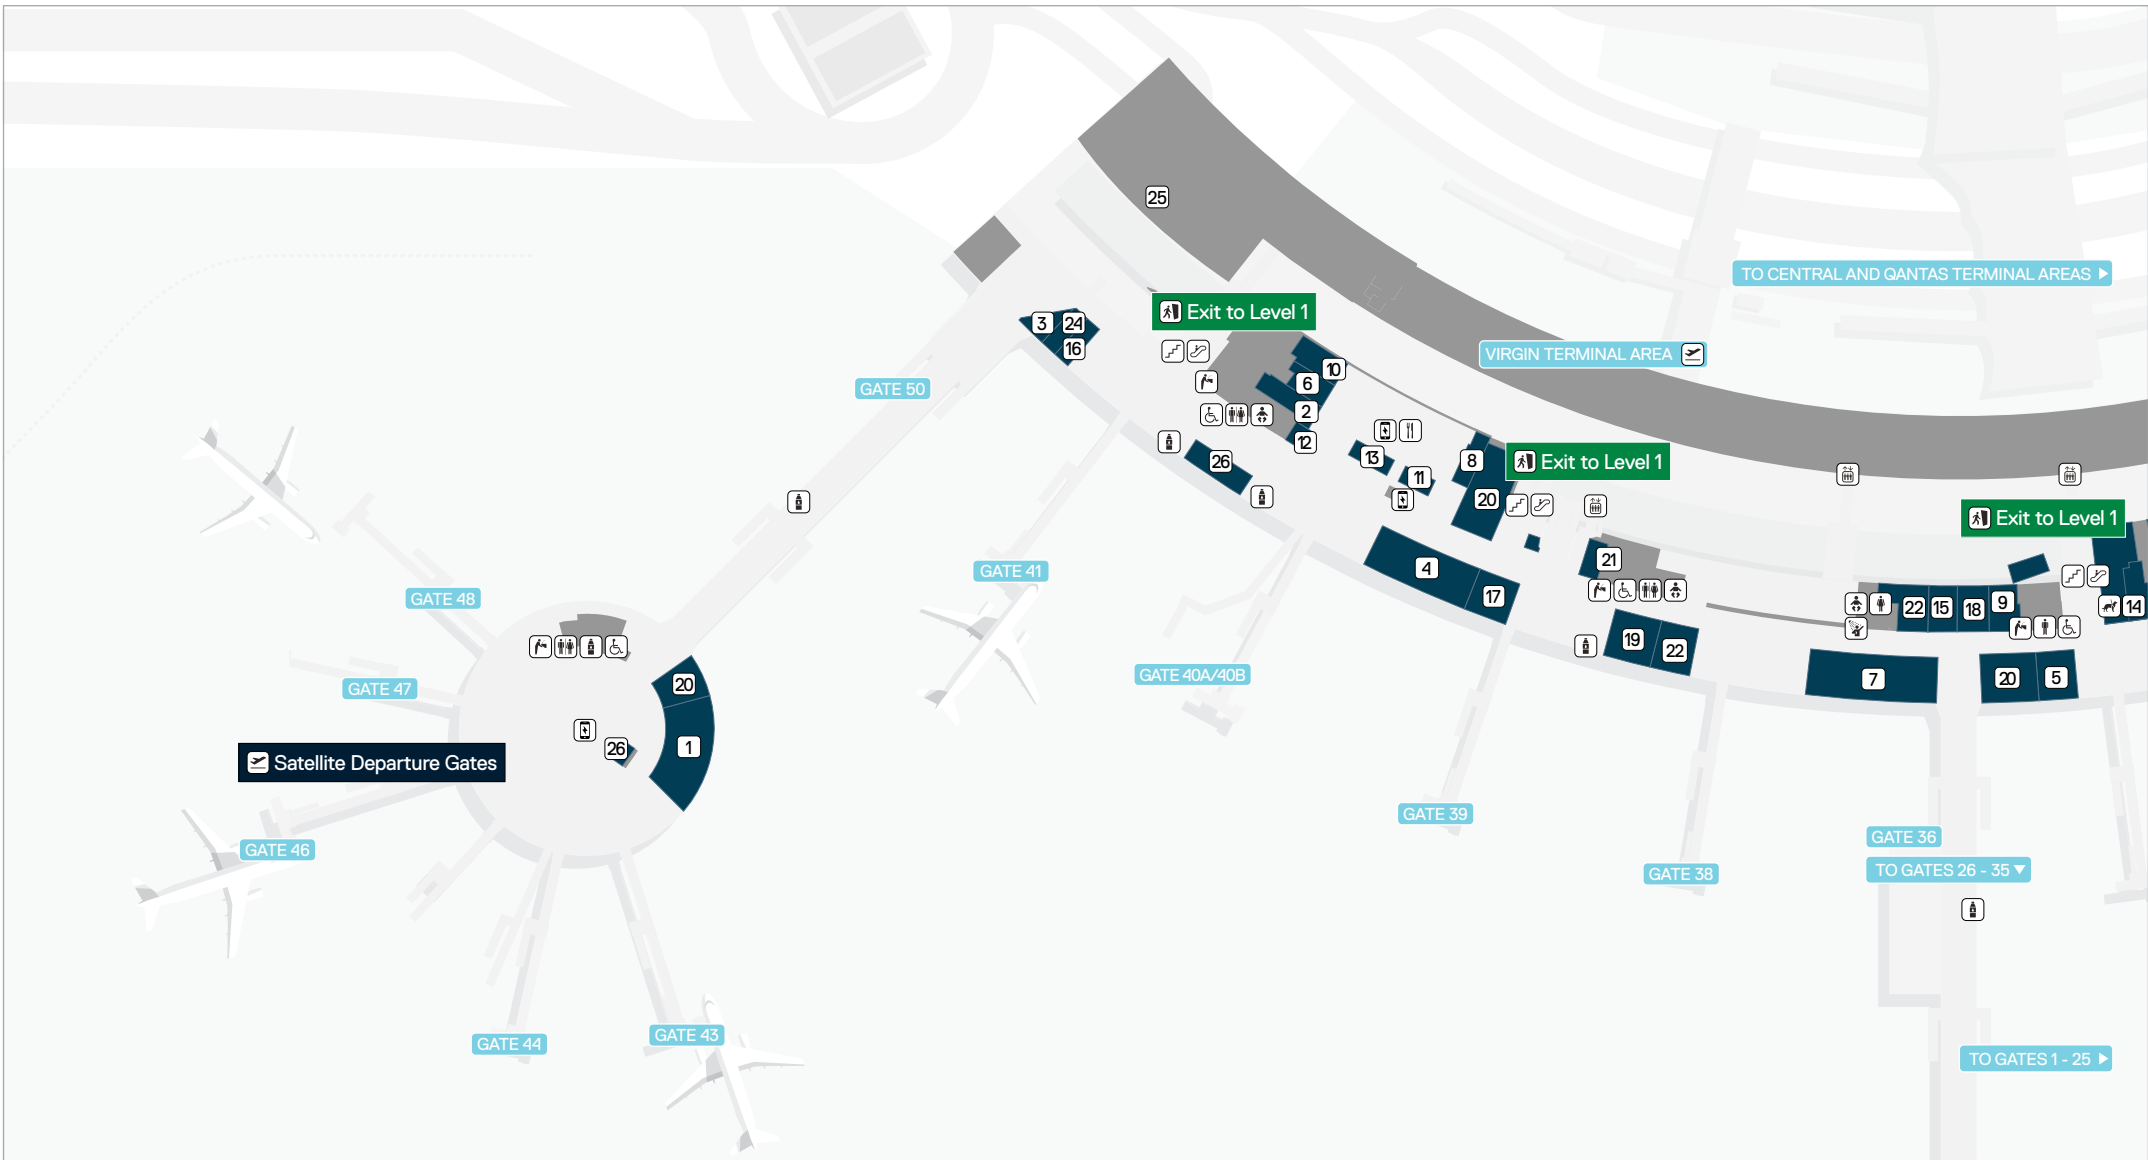 25
TO CENTRAL AND QANTAS TERMINAL AREAS
Exit to Level 1
3
24
16
VIRGIN TERMINAL AREA
10
6
2
12
GATE 50
26
13
11
8
20
Exit to Level 1
Exit to Level 1
4
17
21
GATE 41
GATE 48
22
15
18
9
14
19
22
GATE 40A/40B
7
20
5
GATE 47
20
1
26
Satellite Departure Gates
GATE 39
GATE 36
GATE 46
TO GATES 26 - 35
GATE 38
GATE 43
GATE 44
TO GATES 1 - 25